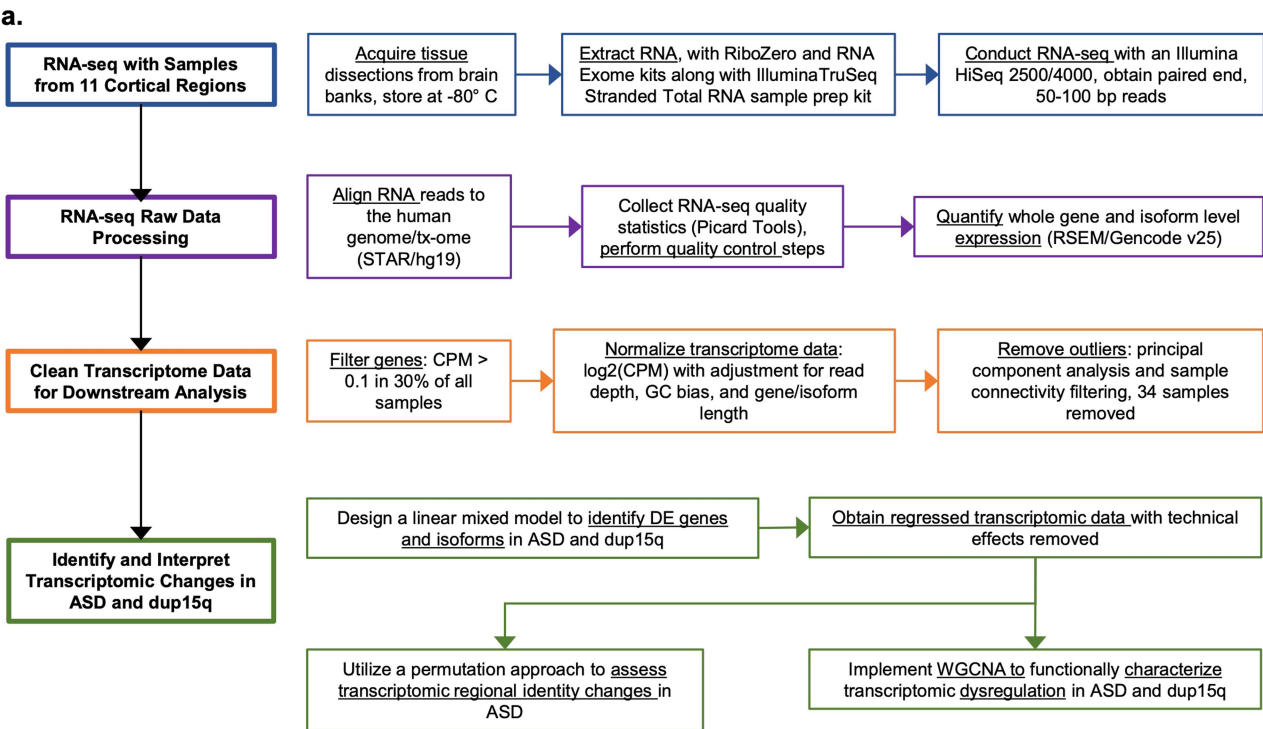 a.
RNA-seq with Samples
from 11 Cortical Regions
Acquire tissue
dissections from brain
banks, store at -80° C
Extract RNA, with RiboZero and RNA
Exome kits along with IlluminaTruSeq
Stranded Total RNA sample prep kit
Conduct RNA-seq with an Illumina
HiSeq 2500/4000, obtain paired end,
50-100 bp reads
RNA-seq Raw Data
Processing
Align RNA reads to
the human
genome/tx-ome
(STAR/hg19)
Collect RNA-seq quality
statistics (Picard Tools),
perform quality control steps
Quantify whole gene and isoform level
expression (RSEM/Gencode v25)
Clean Transcriptome Data
for Downstream Analysis
Filter genes: CPM >
0.1 in 30% of all
samples
Normalize transcriptome data:
log2(CPM) with adjustment for read
depth, GC bias, and gene/isoform
length
Remove outliers: principal
component analysis and sample
connectivity filtering, 34 samples
removed
Identify and Interpret
Transcriptomic Changes in
ASD and dup15q
Design a linear mixed model to identify DE genes
and isoforms in ASD and dup15q
Obtain regressed transcriptomic data with technical
effects removed
Utilize a permutation approach to assess
transcriptomic regional identity changes in
ASD
Implement WGCNA to functionally characterize
transcriptomic dysregulation in ASD and dup15q